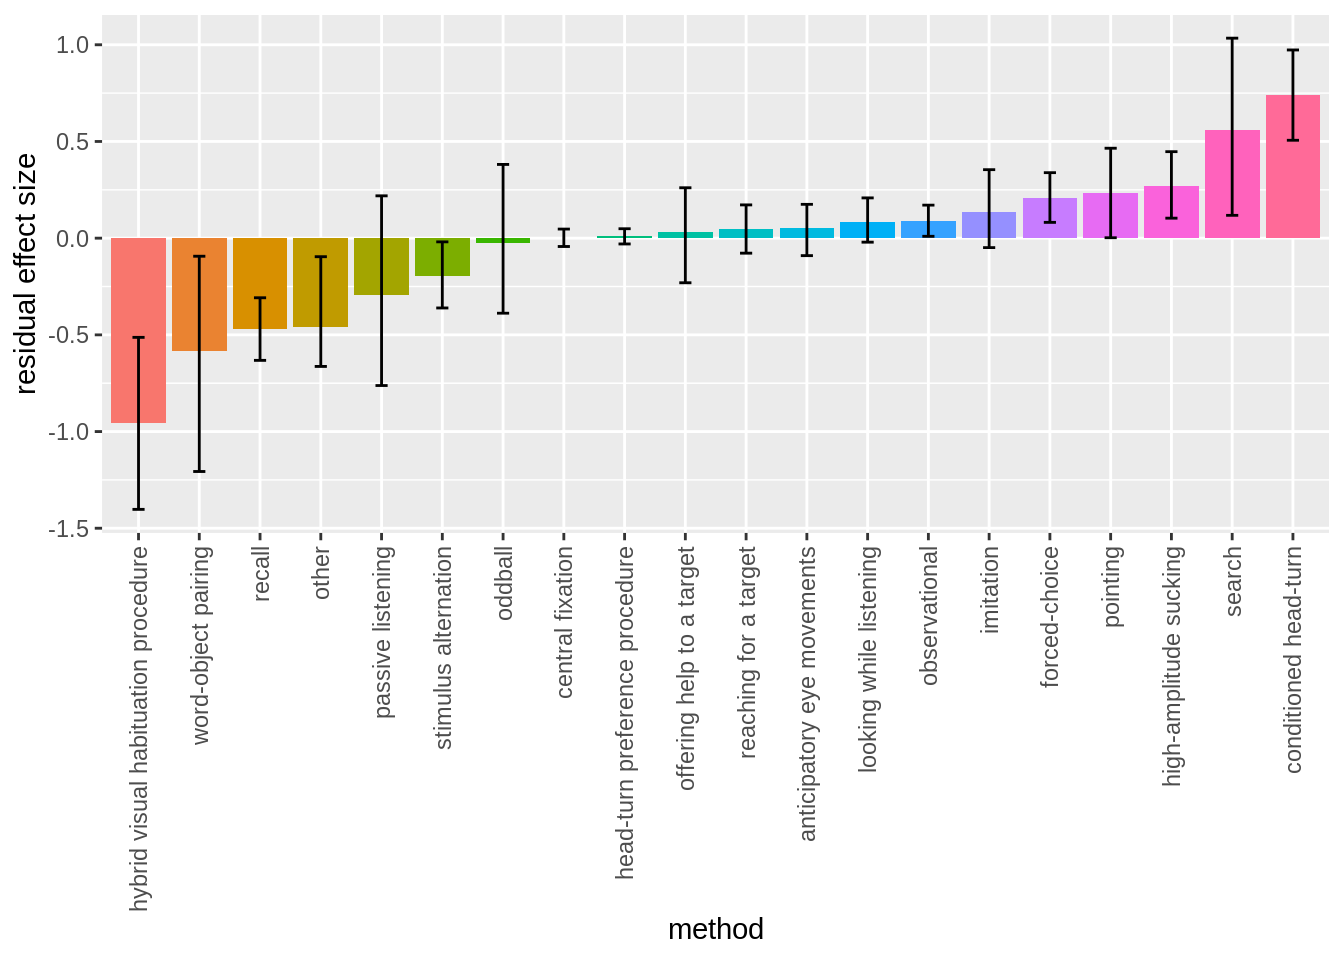 residual effect size
1.0
0.5
0.0
-0.5
-1.0
-1.5
hybrid visual habituation procedure
word-object pairing
recall
other
passive listening
stimulus alternation
oddball
central fixation
head-turn preference procedure
offering help to a target
reaching for a target
anticipatory eye movements
looking while listening
observational
imitation
forced-choice
pointing
high-amplitude sucking
search
conditioned head-turn
method